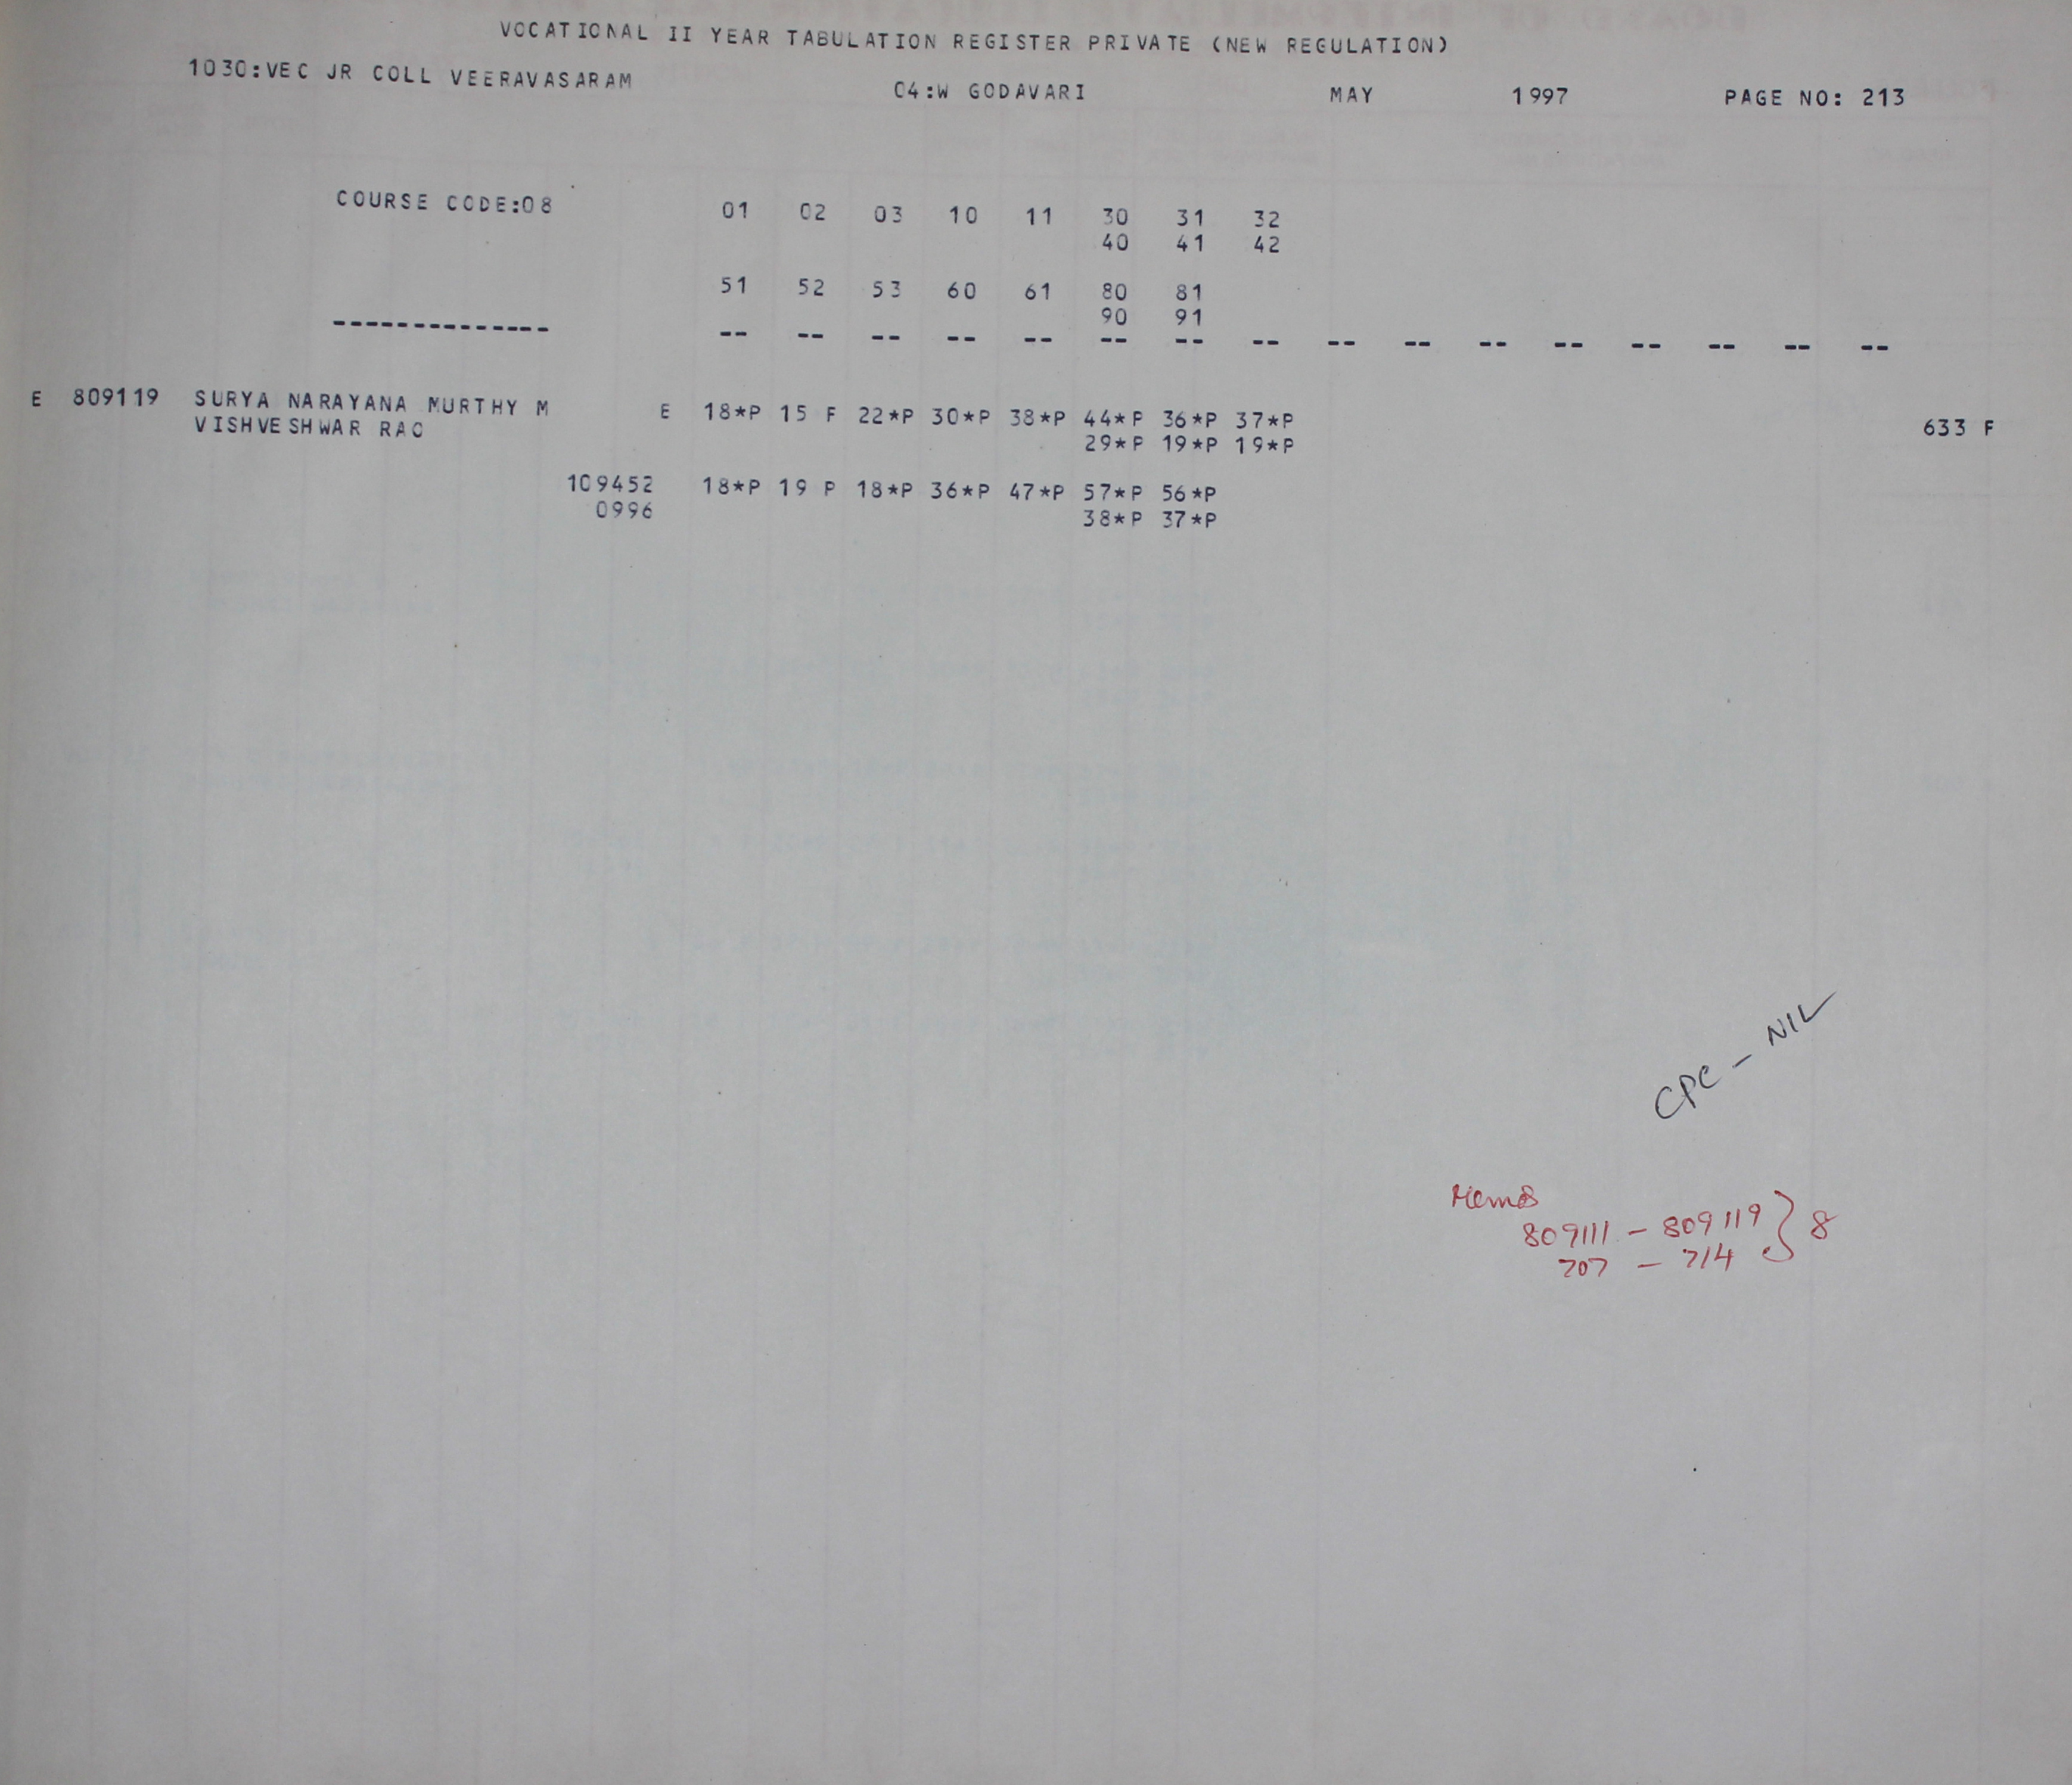 VOCATIONAL II YEAR TABULATION REGISTER PRIVATE (NEW REGULATION)
1030:VEC JR COLL VEERAVASARAM 04:W GODAVARI MAY 1997 PAGE NO: 213
COURSE CODE:08 01 02 03 10 11 30 31 32
40 41 42
51 52 53 60 61 80 81
90 91
-------------- -- -- -- -- -- -- -- -- -- -- -- -- -- -- -- --
E 809119 SURYA NARAYANA MURTHY M E 18*P 15 F 22*P 30*P 38*P 44*P 36*P 37*P 633 F
VISHVESHWAR RAO 29*P 19*P 19*P
109452 18*P 19 P 18*P 36*P 47*P 57*P 56*P
0996 38*P 37*P
CPC - NIL
Memos
809111 - 809119 } 8
707 - 714